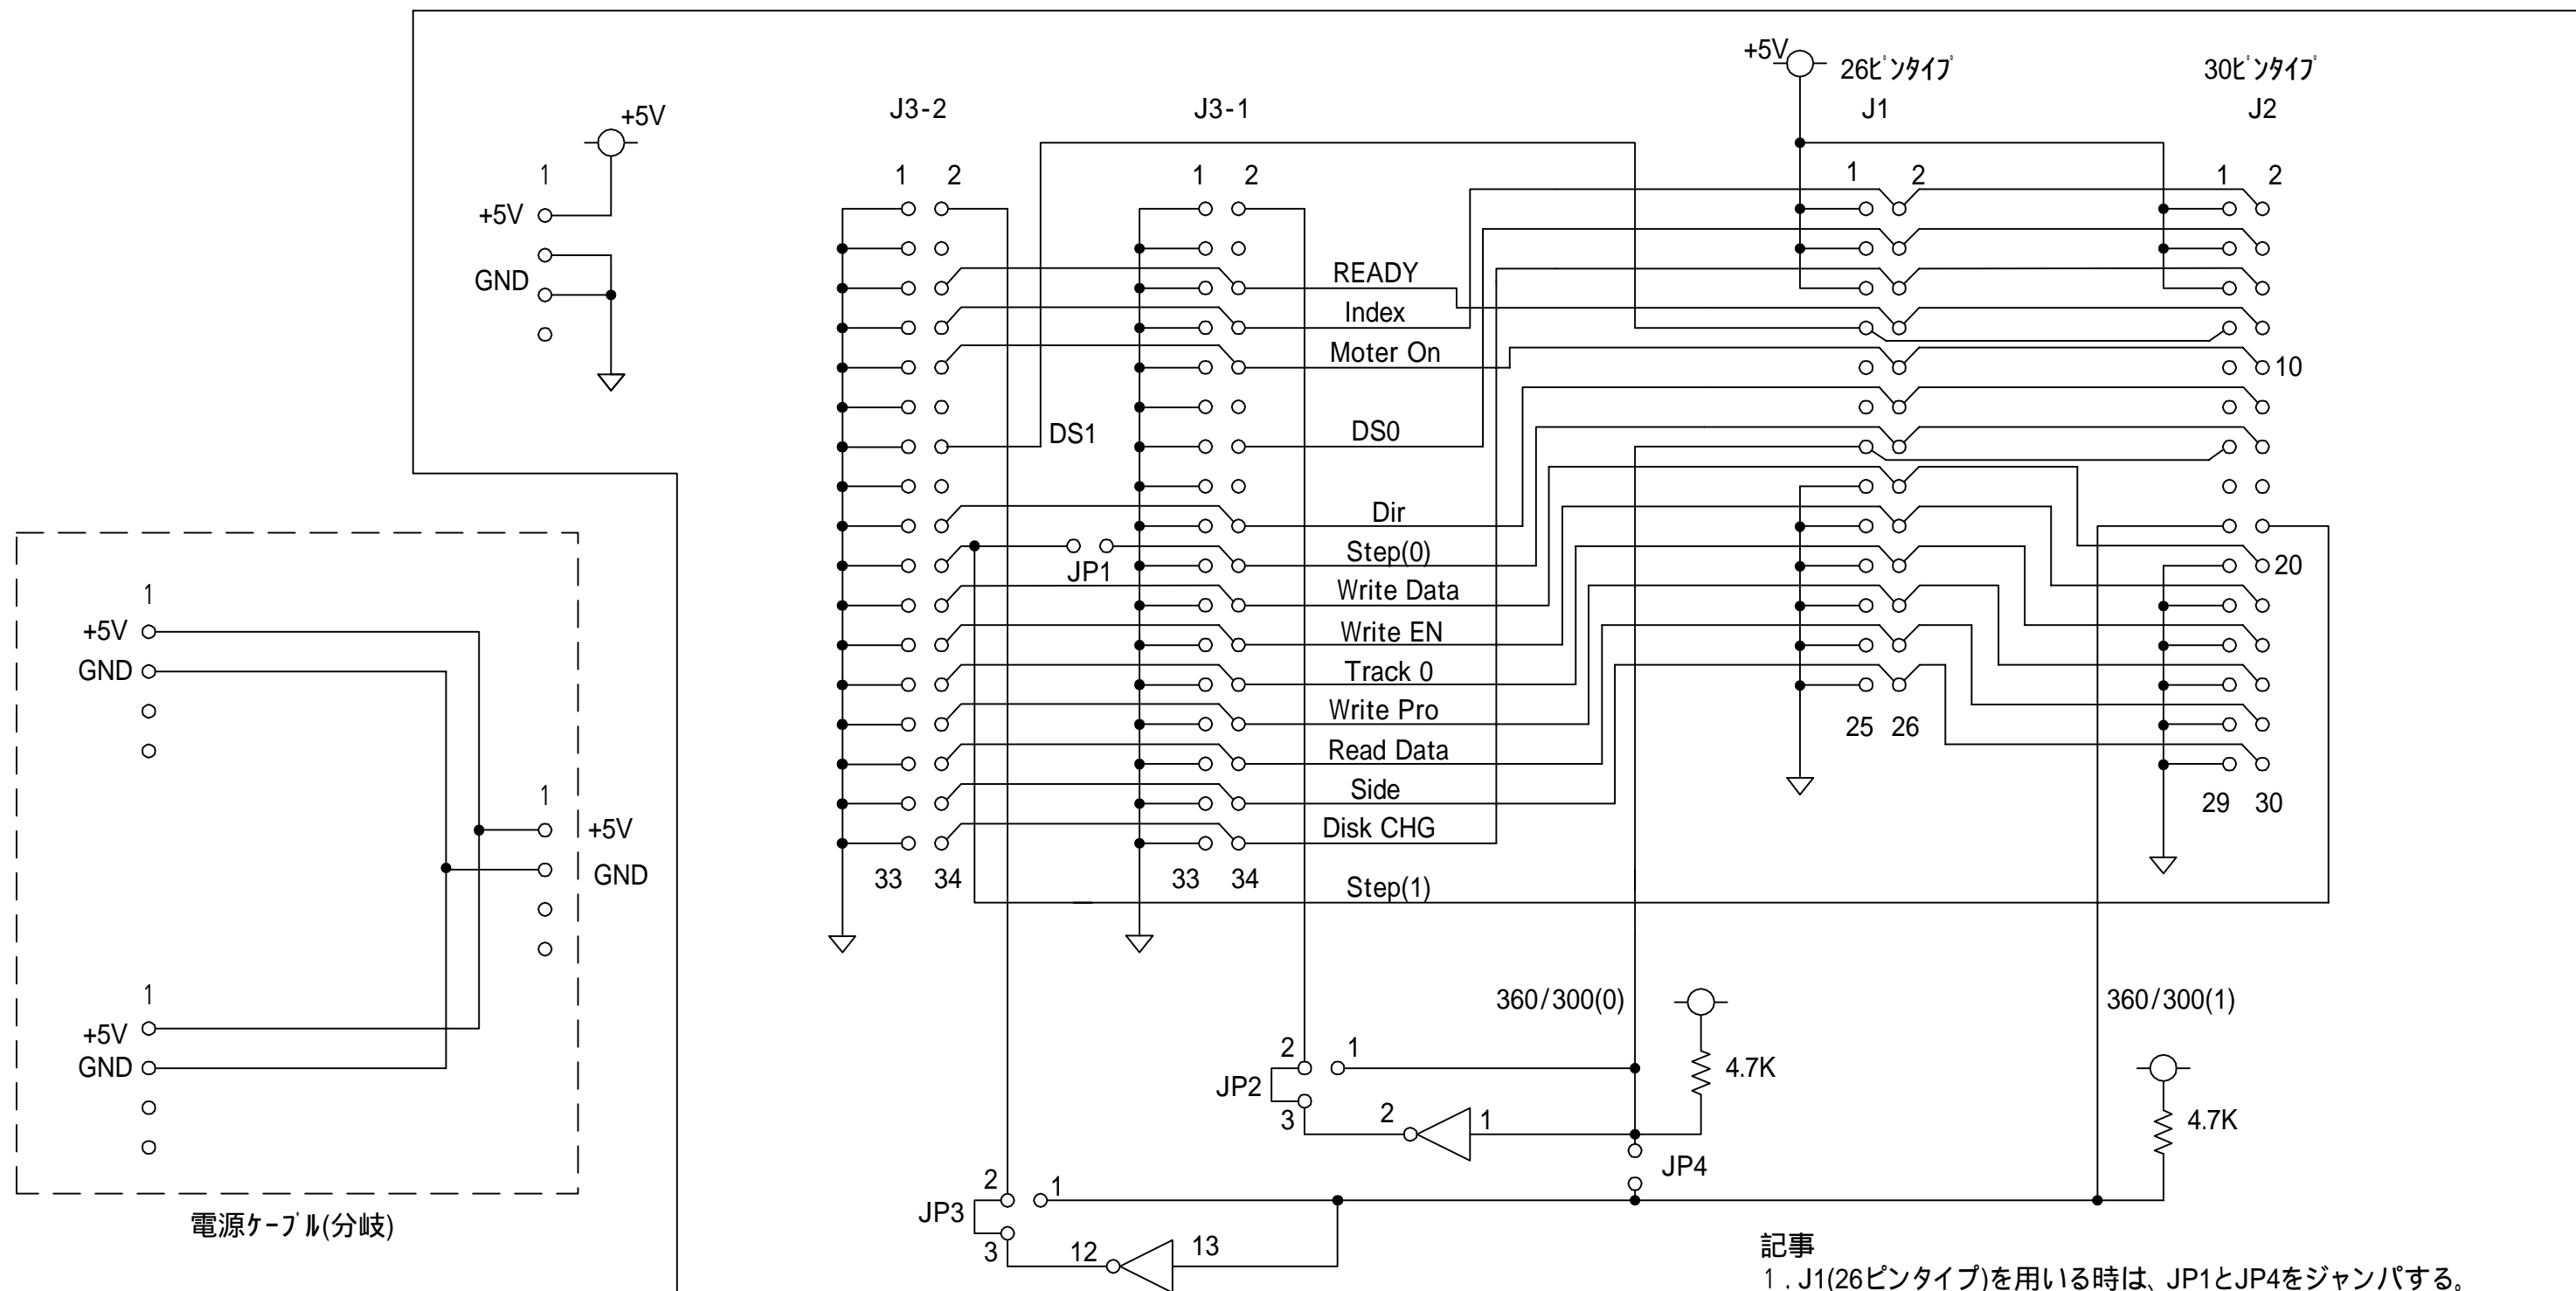 +5V
26ピンタイプ
30ピンタイプ
J3-2
J3-1
J1
J2
+5V
1
1
2
1
2
1
2
1
2
+5V
READY
GND
Index
Moter On
10
DS1
DS0
Dir
Step(0)
JP1
20
1
Write Data
+5V
Write EN
GND
Track 0
Write Pro
25
26
Read Data
1
Side
29
30
+5V
Disk CHG
GND
33
34
33
34
Step(1)
1
360/300(0)
360/300(1)
+5V
2
1
GND
JP2
4.7K
3
2
1
4.7K
JP4
2
1
JP3
電源ケーブル(分岐)
3
12
13
記事
1.J1(26ピンタイプ)を用いる時は、JP1とJP4をジャンパする。